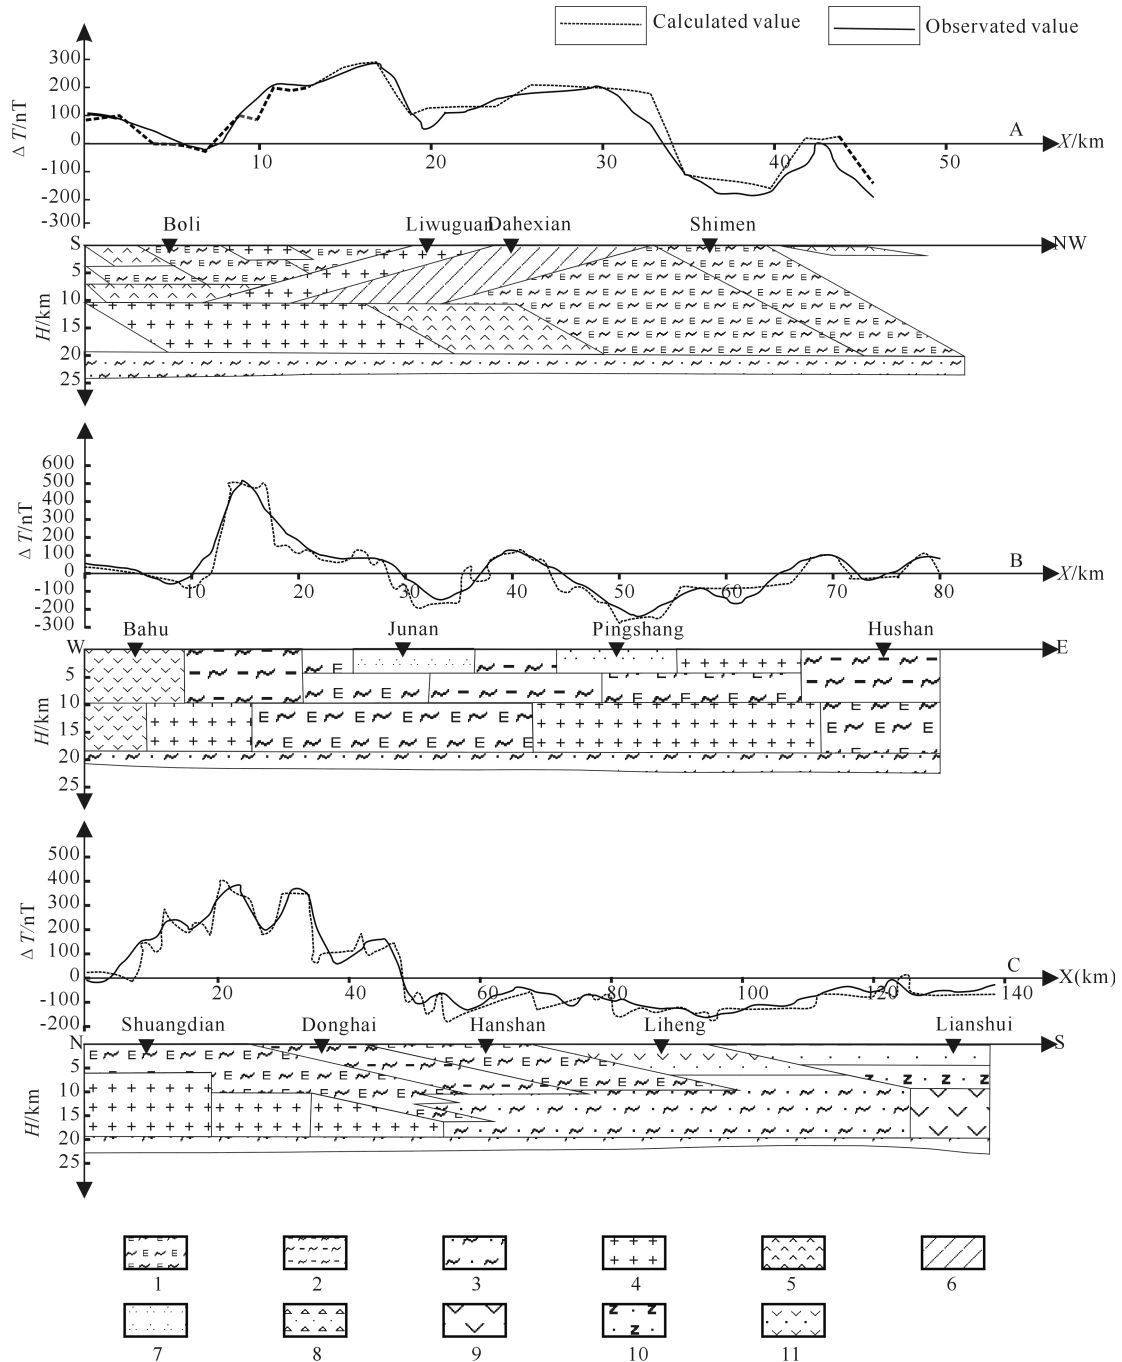 Calculated value
Observated value
300
200
100
0
-100
-200
-300
Δ T/nT
10
20
30
40
50
A
X/km
Boli
Liwuguan
Dahexian
Shimen
S
NW
5
10
15
20
25
H/km
600
500
400
300
200
100
0
-100
-200
-300
Δ T/nT
10
20
30
40
50
60
70
80
B
X/km
Bahu
Junan
Pingshang
Hushan
W
E
5
10
15
20
25
H/km
500
400
300
200
100
0
-100
-200
Δ T/nT
20
40
60
80
100
120
140
C
X(km)
Shuangdian
Donghai
Hanshan
Liheng
Lianshui
N
S
5
10
15
20
25
H/km
1
2
3
4
5
6
7
8
9
10
11